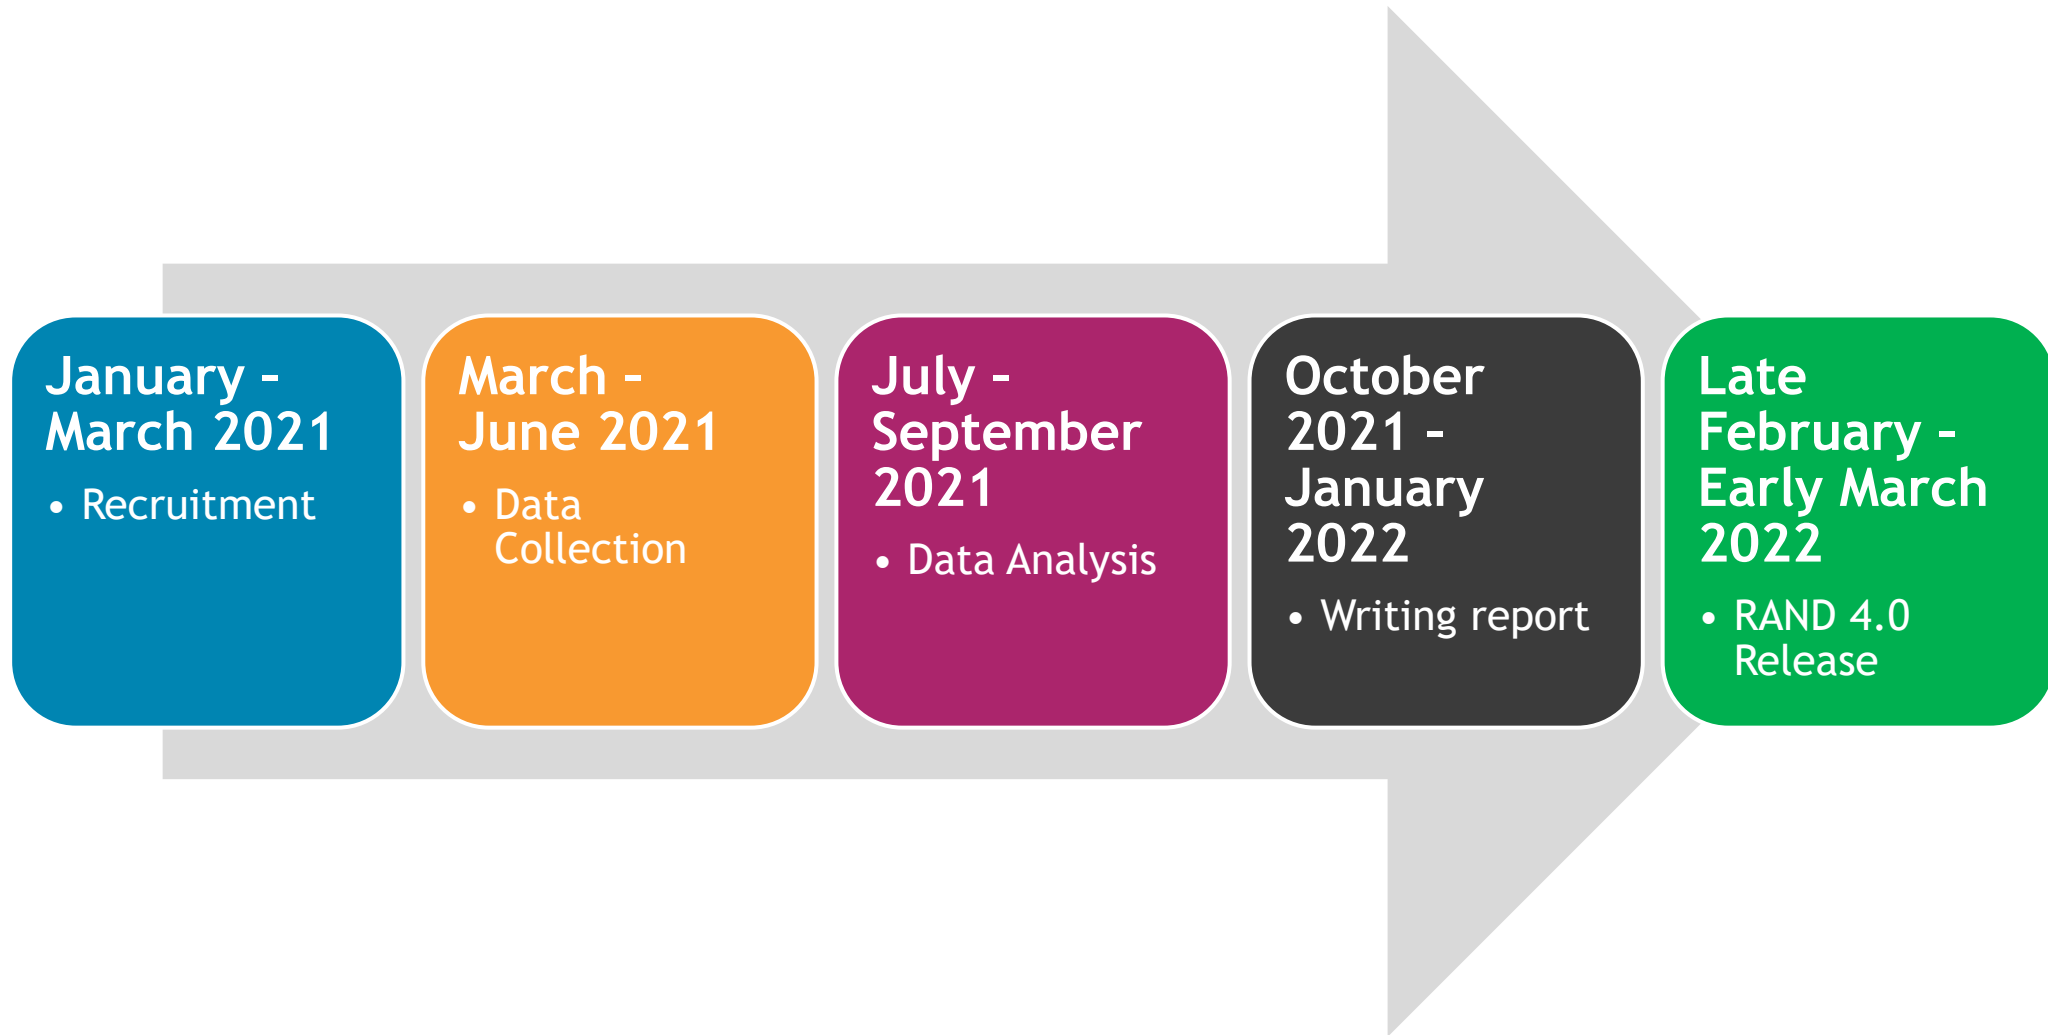 January –
March 2021
• Recruitment
March –
June 2021
• Data
Collection
July –
September
2021
• Data Analysis
October
2021 –
January
2022
• Writing report
Late
February –
Early March
2022
• RAND 4.0
Release